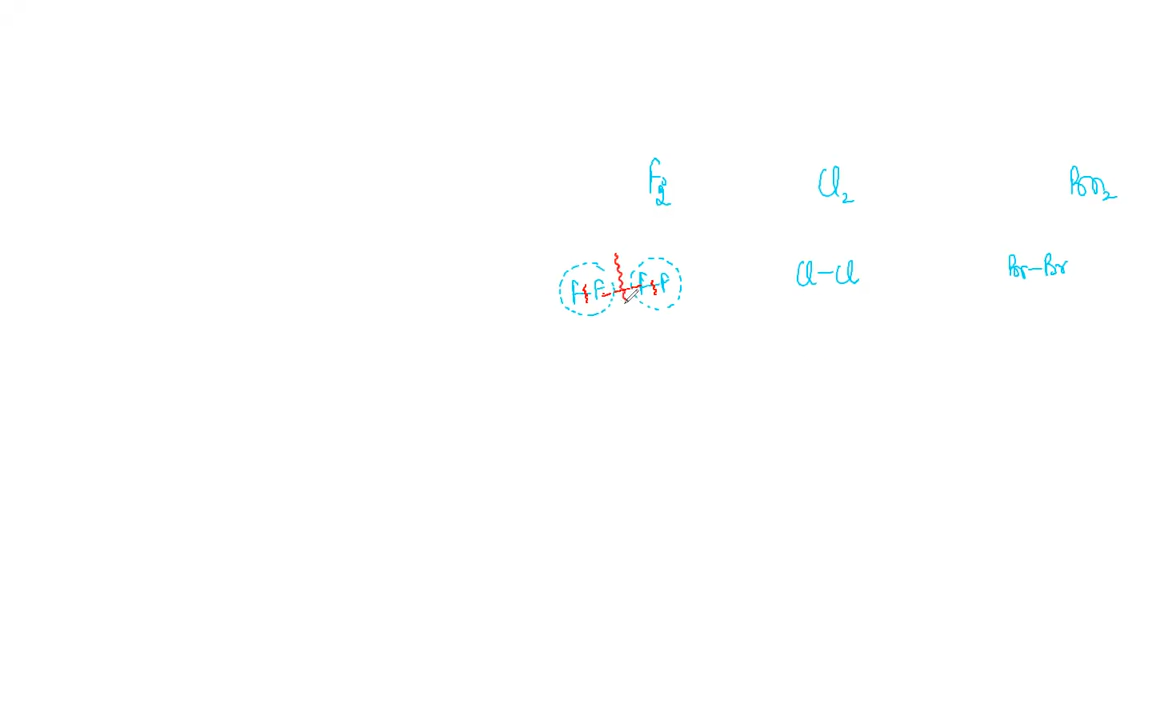 F₂ Cl₂ Br₂
F-F F-F Cl-Cl Br-Br